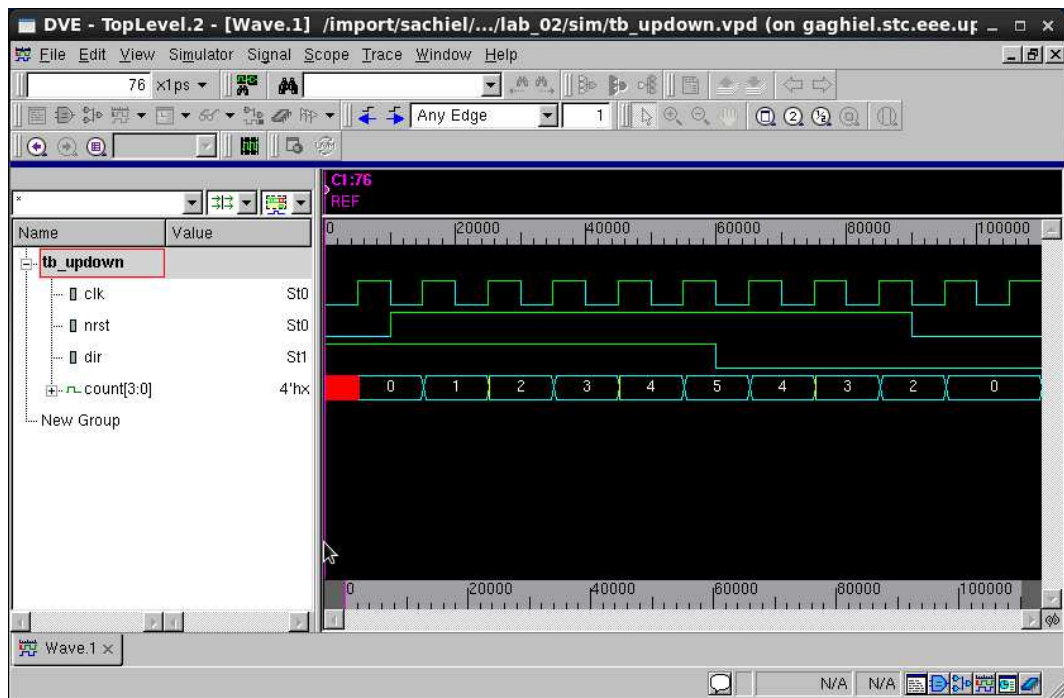 DVE - TopLevel.2 - [Wave.1] /import/sachiel/.../lab_02/sim/tb_updown.vpd (on gaghiel.stc.eee.up
File Edit View Simulator Signal Scope Trace Window Help
76 x1ps
Any Edge 1
C1:76
REF
*
Name Value
0 20000 40000 60000 80000 100000
tb_updown
clk St0
nrst St0
dir St1
count[3:0] 4'hx 0 1 2 3 4 5 4 3 2 0
New Group
0 20000 40000 60000 80000 100000
Wave.1
N/A N/A